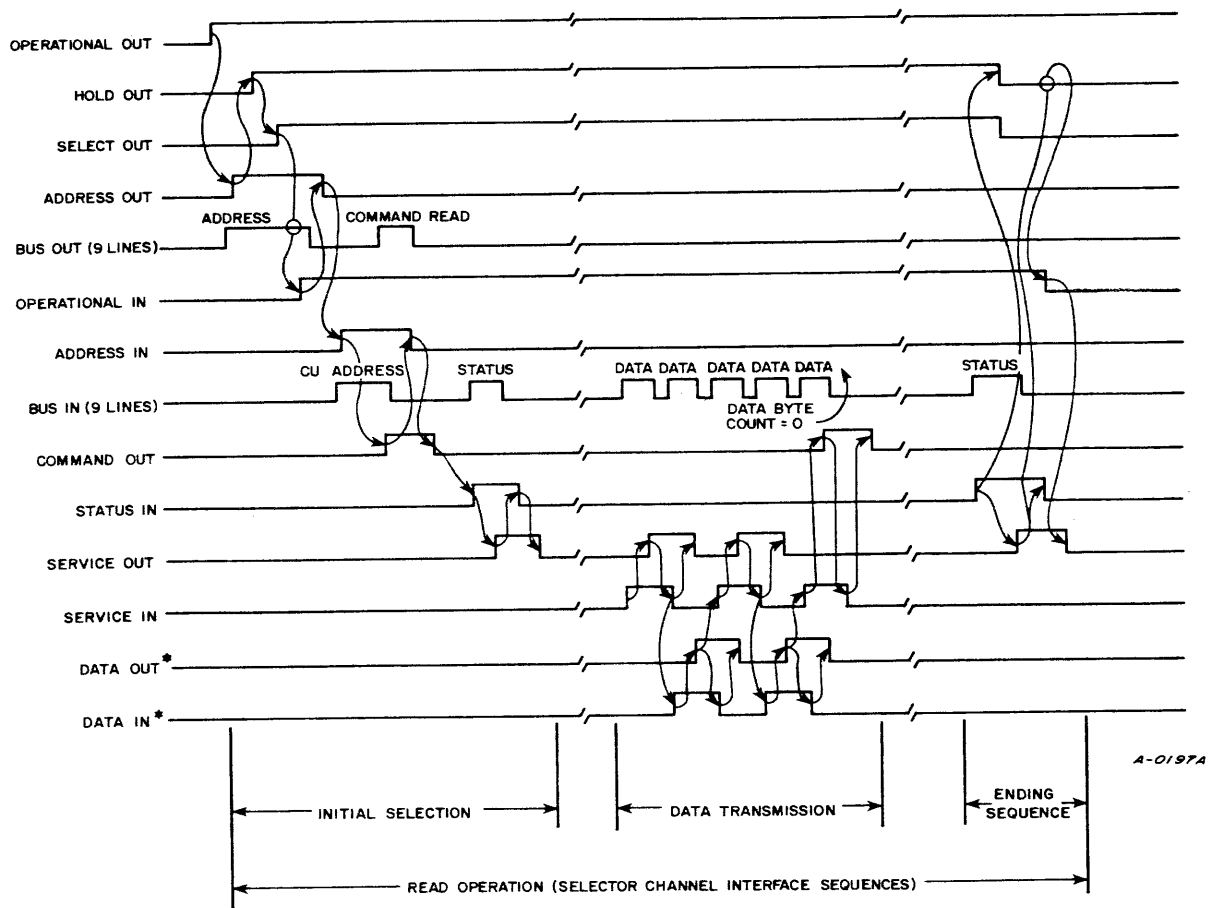 OPERATIONAL OUT
HOLD OUT
SELECT OUT
ADDRESS OUT
ADDRESS
COMMAND READ
BUS OUT (9 LINES)
OPERATIONAL IN
ADDRESS IN
CU ADDRESS
STATUS
DATA DATA DATA DATA DATA
STATUS
BUS IN (9 LINES)
DATA BYTE
COUNT = 0
COMMAND OUT
STATUS IN
SERVICE OUT
SERVICE IN
DATA OUT*
DATA IN*
A-0197A
INITIAL SELECTION
DATA TRANSMISSION
ENDING
SEQUENCE
READ OPERATION (SELECTOR CHANNEL INTERFACE SEQUENCES)